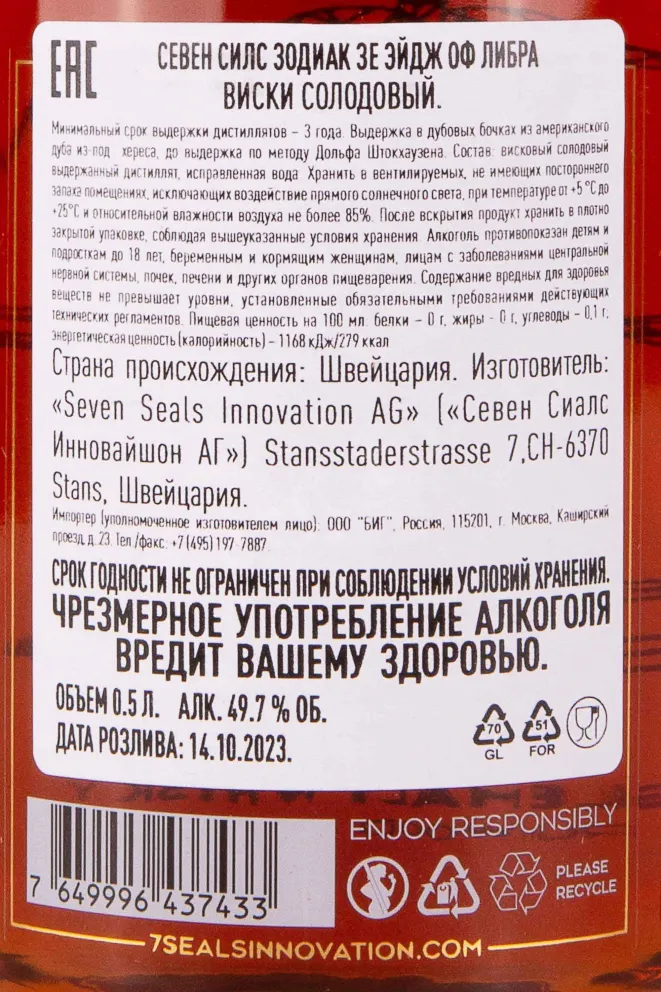 EAC
СЕВЕН СИЛС ЗОДИАК ЗЕ ЭЙДЖ ОФ ЛИБРА
ВИСКИ СОЛОДОВЫЙ.
Минимальный срок выдержки дистиллятов – 3 года. Выдержка в дубовых бочках из американского
дуба из-под хереса, до выдержка по методу Дольфа Штокхаузена. Состав: висковый солодовый
выдержанный дистиллят, исправленная вода. Хранить в вентилируемых, не имеющих постороннего
запаха помещениях, исключающих воздействие прямого солнечного света, при температуре от +5 °С до
+25°С и относительной влажности воздуха не более 85%. После вскрытия продукт хранить в плотно
закрытой упаковке, соблюдая вышеуказанные условия хранения. Алкоголь противопоказан детям и
подросткам до 18 лет, беременным и кормящим женщинам, лицам с заболеваниями центральной
нервной системы, почек, печени и других органов пищеварения. Содержание вредных для здоровья
веществ не превышает уровни, установленные обязательными требованиями действующих
технических регламентов. Пищевая ценность на 100 мл: белки – 0 г, жиры - 0 г, углеводы – 0,1 г;
энергетическая ценность (калорийность) – 1168 кДж/279 ккал
Страна происхождения: Швейцария. Изготовитель:
«Seven Seals Innovation AG» («Севен Сиалс
Инновайшон АГ») Stansstaderstrasse 7,CH-6370
Stans, Швейцария.
Импортер (уполномоченное изготовителем лицо): ООО "БИГ", Россия, 115201, г. Москва, Каширский
проезд, д. 23. Тел./факс: +7 (495) 197-7887
СРОК ГОДНОСТИ НЕ ОГРАНИЧЕН ПРИ СОБЛЮДЕНИИ УСЛОВИЙ ХРАНЕНИЯ.
ЧРЕЗМЕРНОЕ УПОТРЕБЛЕНИЕ АЛКОГОЛЯ
ВРЕДИТ ВАШЕМУ ЗДОРОВЬЮ.
ОБЪЕМ 0.5 Л. АЛК. 49.7 % ОБ.
ДАТА РОЗЛИВА: 14.10.2023.
70
GL
51
FOR
7 649996 437433
ENJOY RESPONSIBLY
PLEASE
RECYCLE
7SEALSINNOVATION.COM